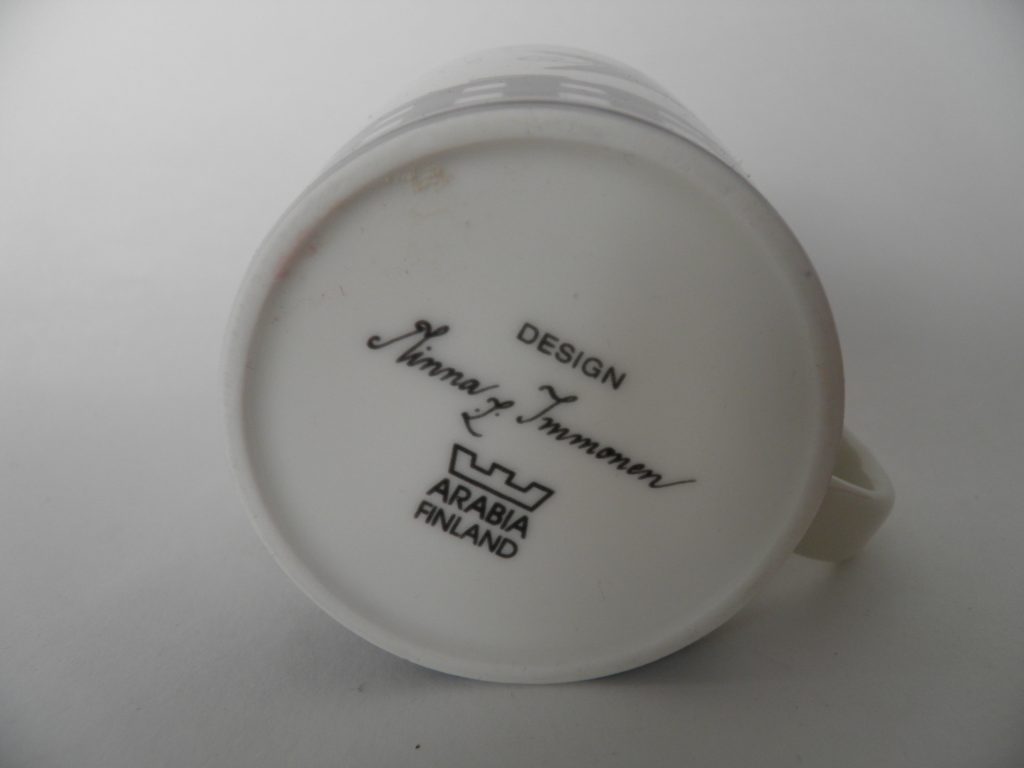 DESIGN
Minna L. Immonen
ARABIA
FINLAND